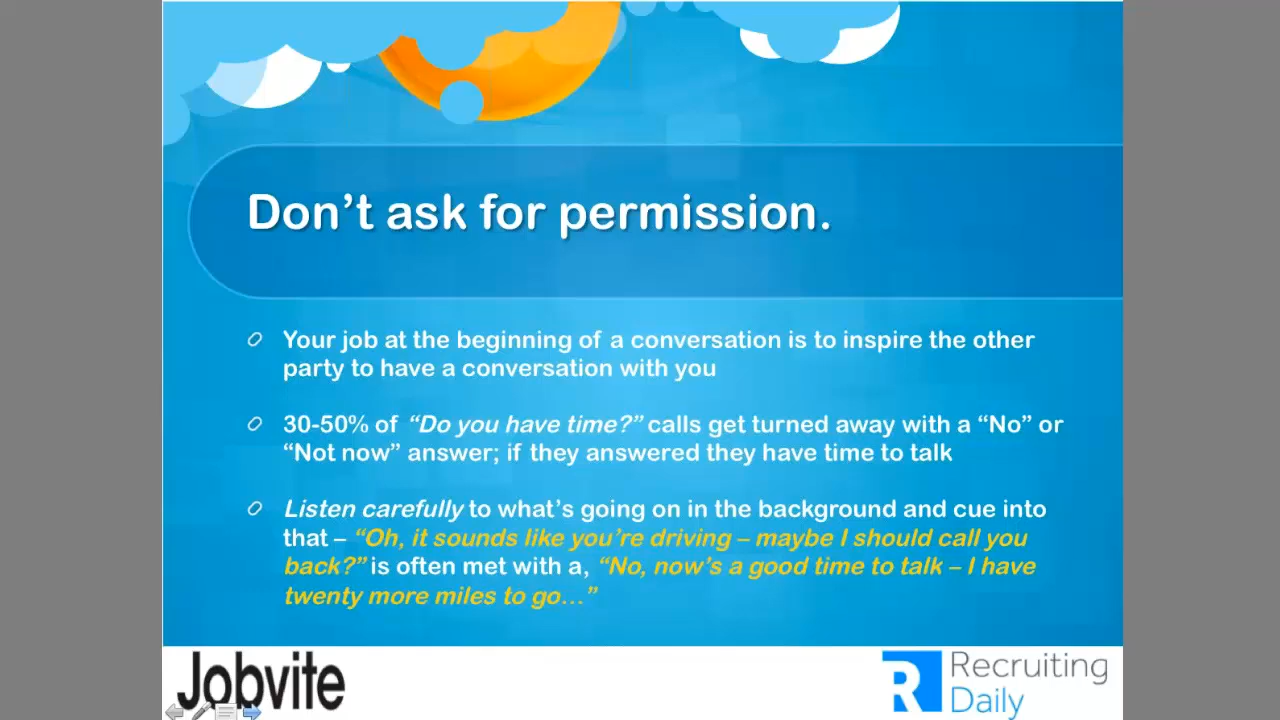 Don’t ask for permission.
Your job at the beginning of a conversation is to inspire the other
party to have a conversation with you
30-50% of “Do you have time?” calls get turned away with a “No” or
“Not now” answer; if they answered they have time to talk
Listen carefully to what’s going on in the background and cue into
that – “Oh, it sounds like you’re driving – maybe I should call you
back?” is often met with a, “No, now’s a good time to talk – I have
twenty more miles to go…”
Jobvite
R Recruiting
Daily